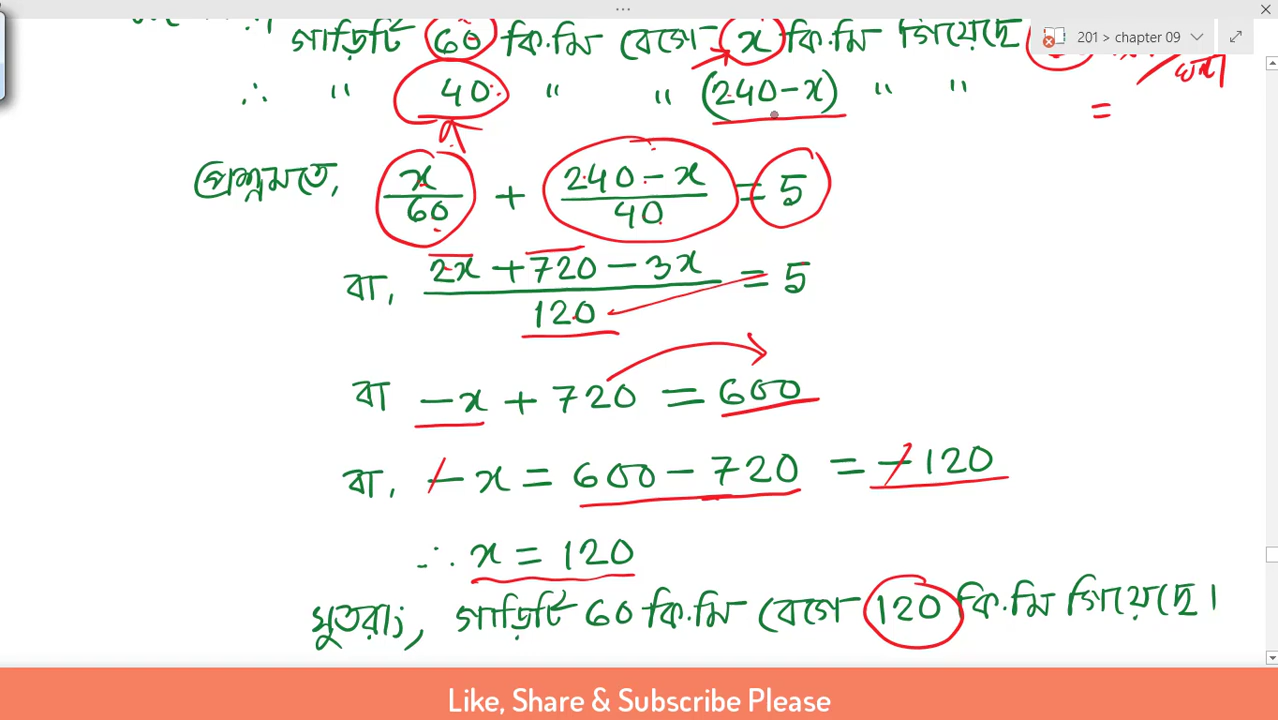 201 > chapter 09
গাড়িটি 60 কি.মি বেগে x কি.মি গিয়েছে
∴ " 40 " " (240-x) " "
=
প্রশ্নমতে, x/60 + (240-x)/40 = 5
বা, (2x+720-3x)/120 = 5
বা -x+720 = 600
বা, -x = 600-720 = -120
∴ x = 120
সুতরাং, গাড়িটি 60 কি.মি বেগে 120 কি.মি গিয়েছে।
Like, Share & Subscribe Please